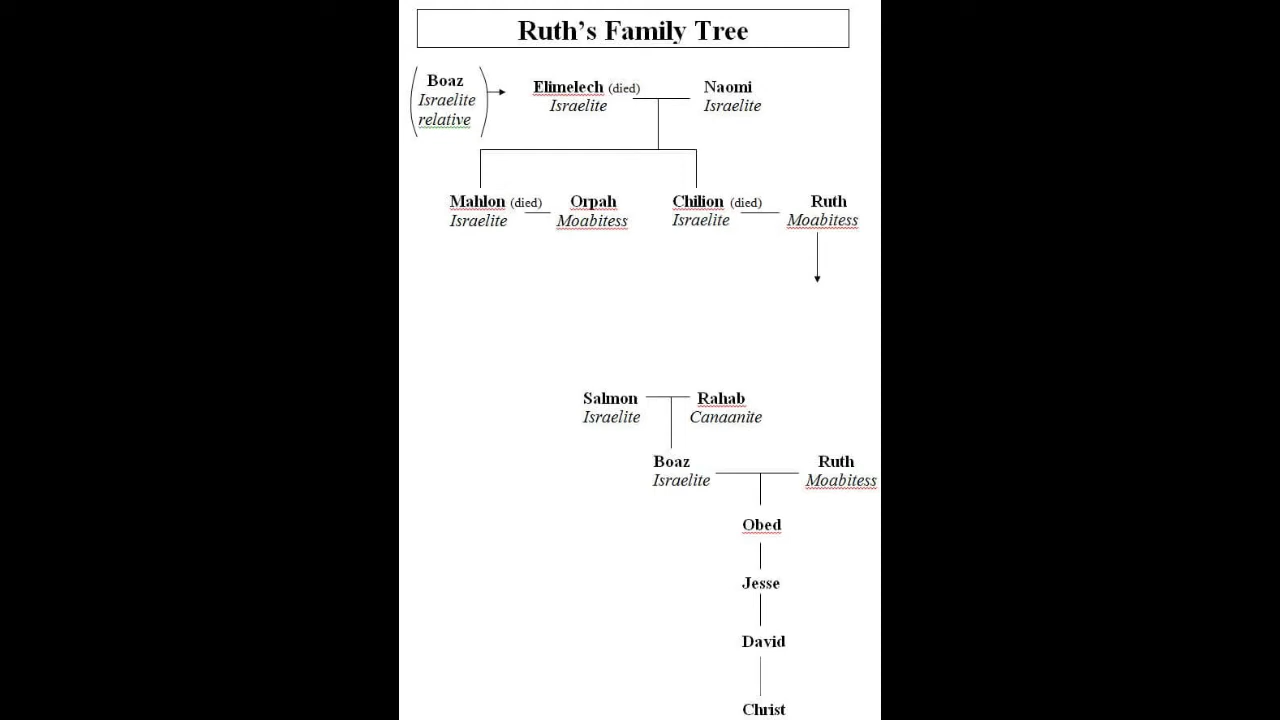 Ruth's Family Tree
Boaz
Israelite
relative
Elimelech (died)
Israelite
Naomi
Israelite
Mahlon (died)
Israelite
Orpah
Moabitess
Chilion (died)
Israelite
Ruth
Moabitess
Salmon
Israelite
Rahab
Canaanite
Boaz
Israelite
Ruth
Moabitess
Obed
Jesse
David
Christ